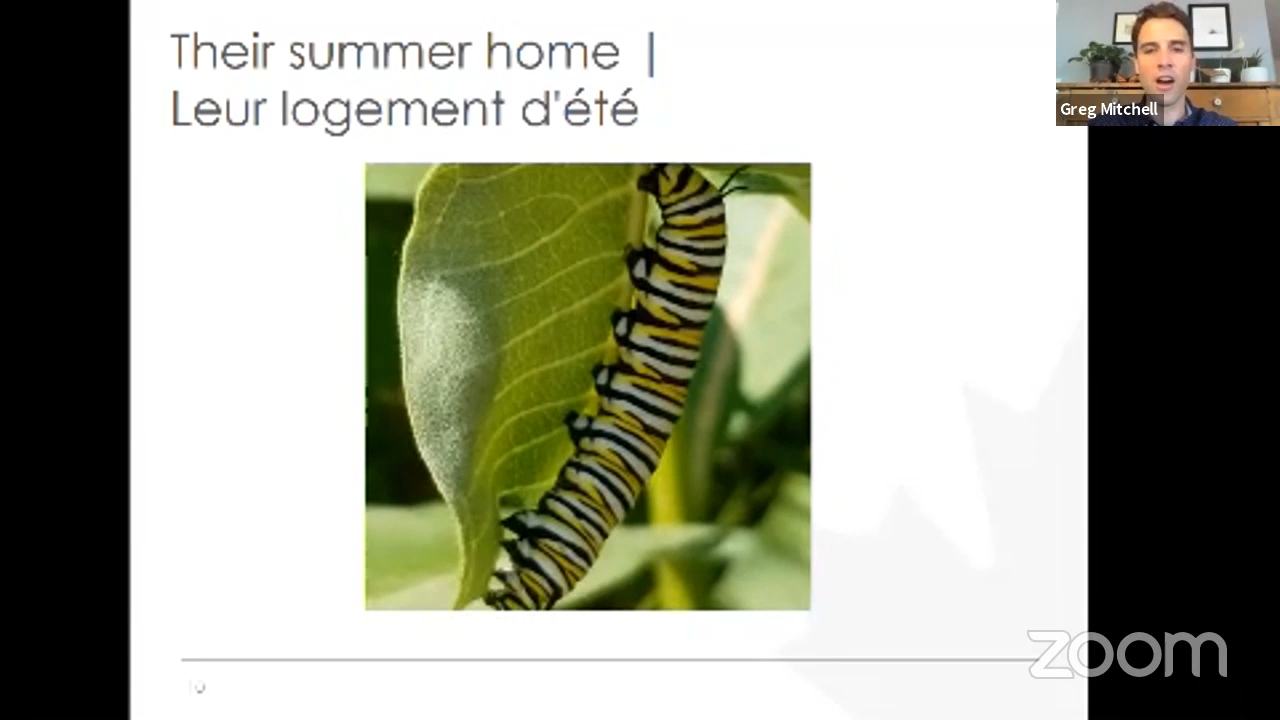 Their summer home |
Leur logement d'été
Greg Mitchell
zoom